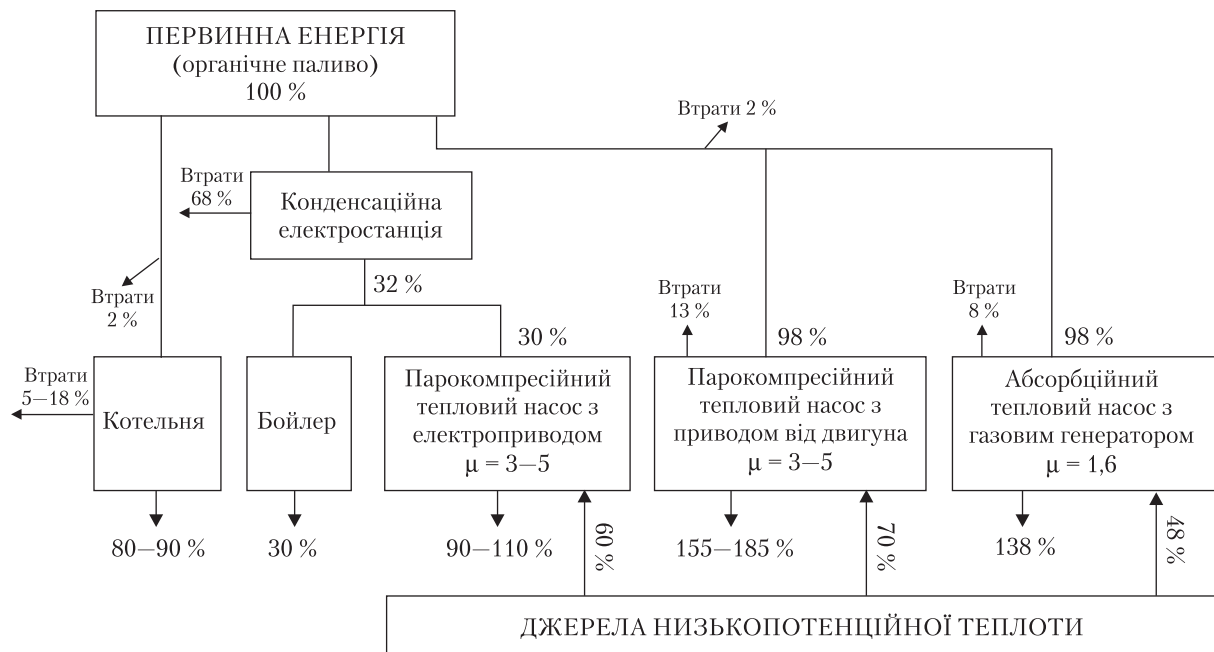 ПЕРВИННА ЕНЕРГІЯ
(органічне паливо)
100 %
Втрати 2 %
Втрати
68 %
Конденсаційна
електростанція
32 %
Втрати
2 %
Втрати
13 %
Втрати
8 %
30 %
98 %
98 %
Втрати
5–18 %
Котельня
Бойлер
Парокомпресійний
тепловий насос з
електроприводом
μ = 3–5
Парокомпресійний
тепловий насос з
приводом від двигуна
μ = 3–5
Абсорбційний
тепловий насос з
газовим генератором
μ = 1,6
80–90 %
30 %
90–110 %
60 %
155–185 %
70 %
138 %
48 %
ДЖЕРЕЛА НИЗЬКОПОТЕНЦІЙНОЇ ТЕПЛОТИ